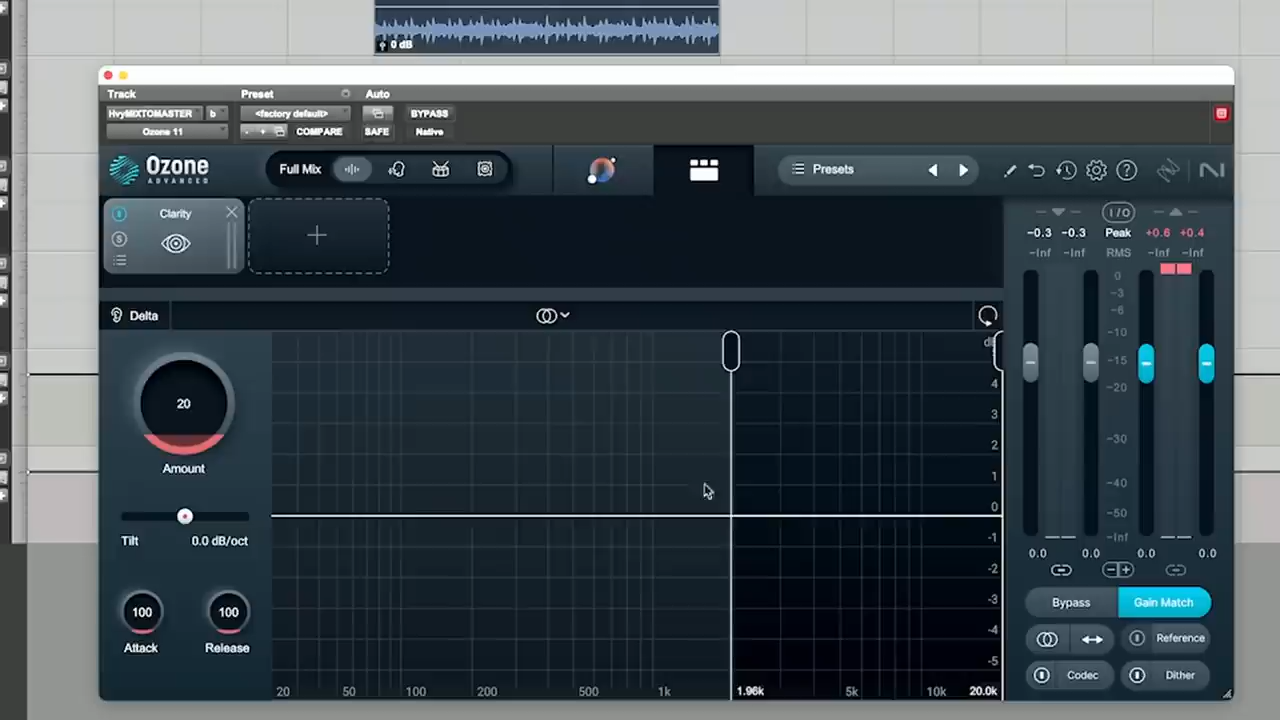 0 dB
Track
Preset
Auto
HvyMIXTOMASTER
b
<factory default>
BYPASS
Ozone 11
- +
COMPARE
SAFE
Native
Ozone
ADVANCED
Full Mix
Presets
?
Clarity
S
+
I/O
-0.3 -0.3 Peak +0.6 +0.4
-Inf -Inf RMS -Inf -Inf
Delta
20
Amount
Tilt 0.0 dB/oct
100 100
Attack Release
dB
4
3
2
1
0
-1
-2
-3
-4
-5
20 50 100 200 500 1k 1.96k 5k 10k 20.0k
0
-3
-6
-10
-15
-20
-30
-40
-50
-Inf
0.0 0.0 0.0 0.0
Bypass Gain Match
Reference
Codec Dither